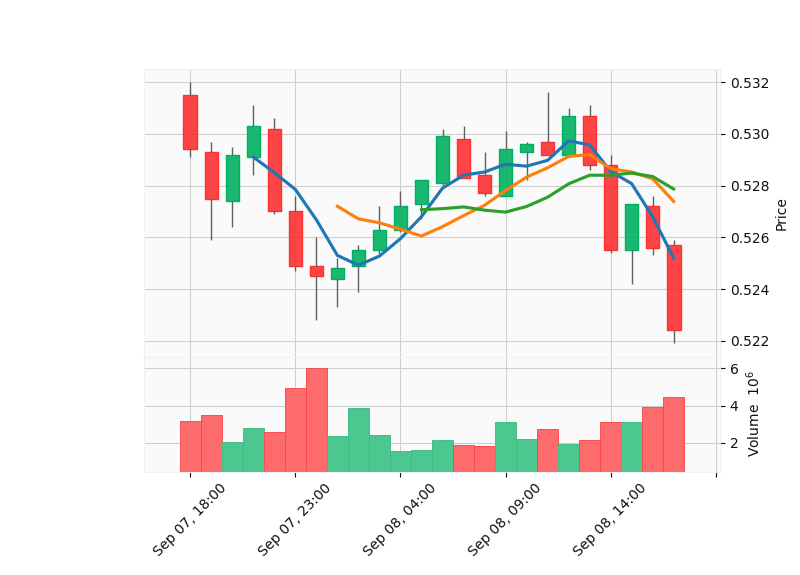 0.532
0.530
0.528
0.526
0.524
0.522
Price
6
4
2
Volume 10^6
Sep 07, 18:00
Sep 07, 23:00
Sep 08, 04:00
Sep 08, 09:00
Sep 08, 14:00